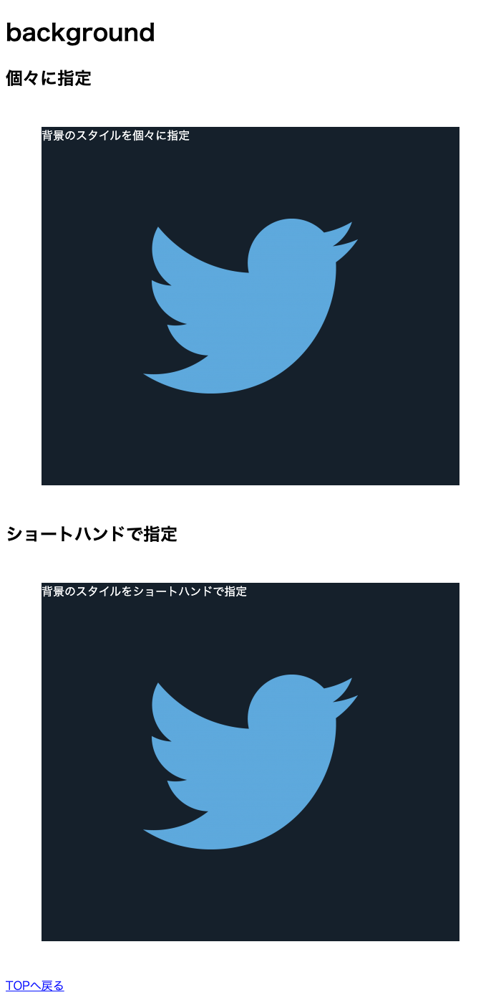 background
個々に指定
背景のスタイルを個々に指定
ショートハンドで指定
背景のスタイルをショートハンドで指定
TOPへ戻る